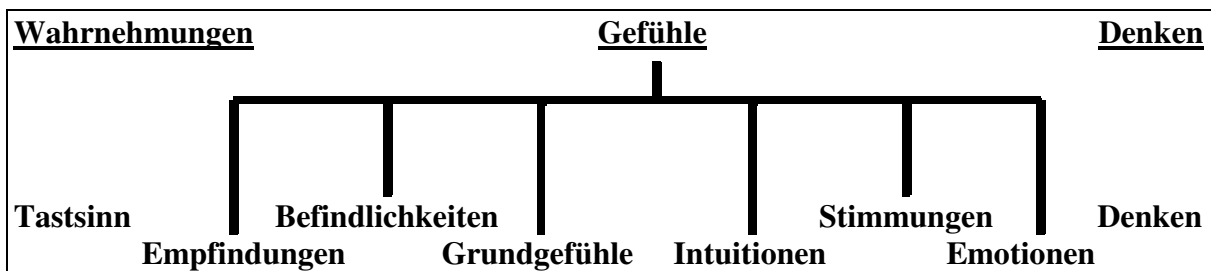 Wahrnehmungen Gefühle Denken
Tastsinn Befindlichkeiten Stimmungen Denken
Empfindungen Grundgefühle Intuitionen Emotionen